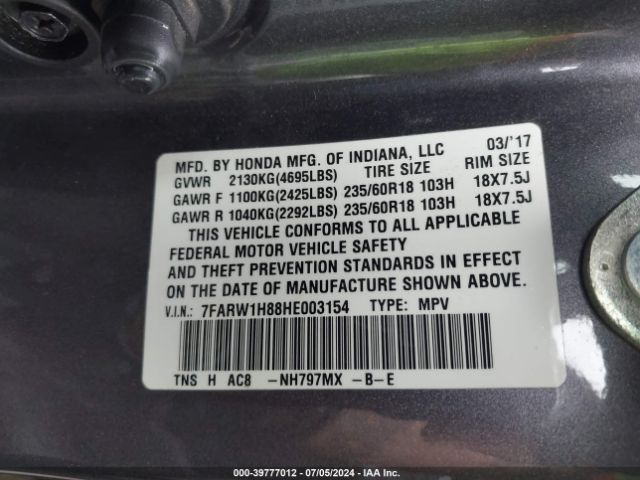 MFD. BY HONDA MFG. OF INDIANA, LLC 03/'17
GVWR 2130KG(4695LBS) TIRE SIZE RIM SIZE
GAWR F 1100KG(2425LBS) 235/60R18 103H 18X7.5J
GAWR R 1040KG(2292LBS) 235/60R18 103H 18X7.5J
THIS VEHICLE CONFORMS TO ALL APPLICABLE
FEDERAL MOTOR VEHICLE SAFETY
AND THEFT PREVENTION STANDARDS IN EFFECT
ON THE DATE OF MANUFACTURE SHOWN ABOVE.
V.I.N.: 7FARW1H88HE003154 TYPE: MPV
TNS H AC8 -NH797MX -B-E
000-39777012 - 07/05/2024 - IAA Inc.